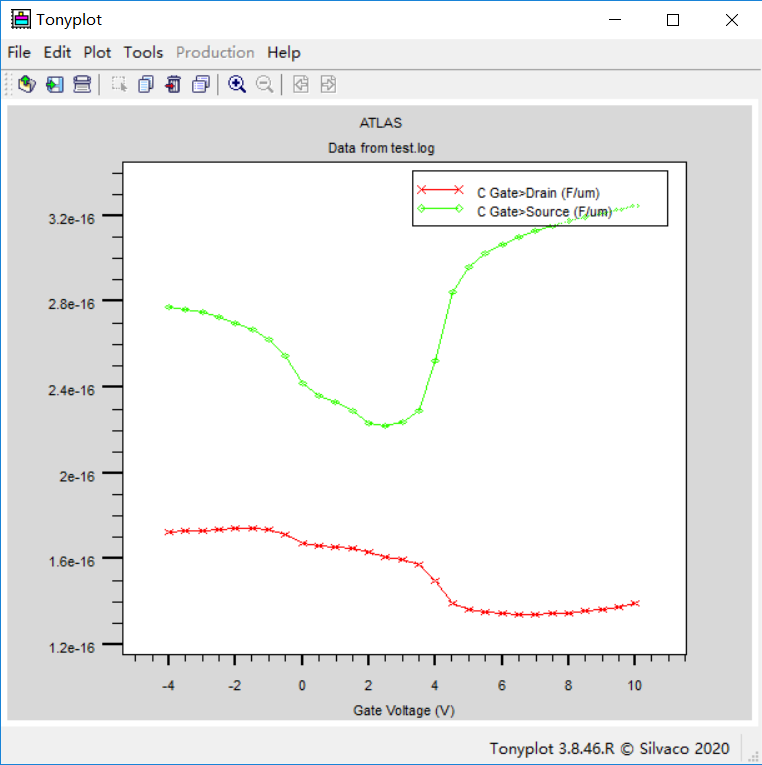 Tonyplot
File Edit Plot Tools Production Help
ATLAS
Data from test.log
C Gate>Drain (F/um)
C Gate>Source (F/um)
3.2e-16
2.8e-16
2.4e-16
2e-16
1.6e-16
1.2e-16
-4 -2 0 2 4 6 8 10
Gate Voltage (V)
Tonyplot 3.8.46.R © Silvaco 2020